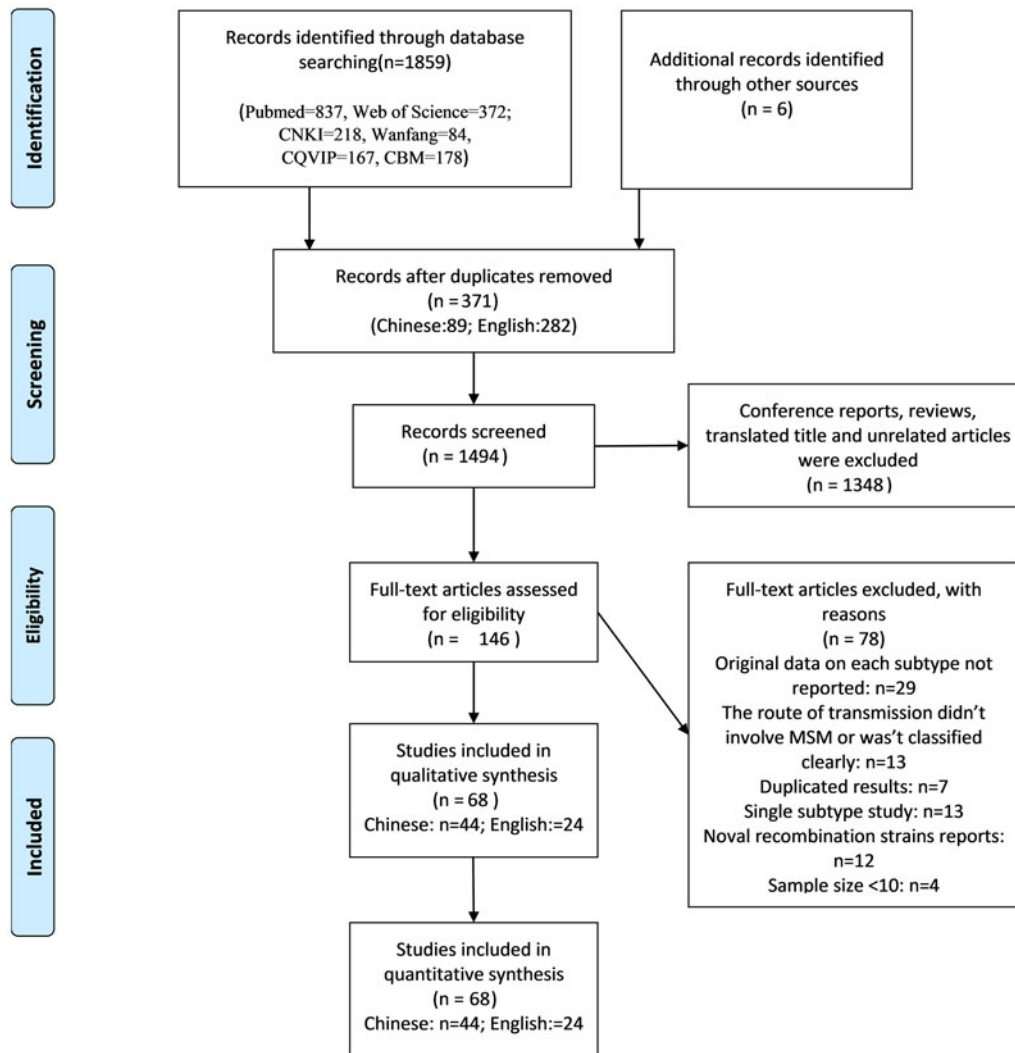 Identification
Records identified through database
searching(n=1859)
(Pubmed=837, Web of Science=372;
CNKI=218, Wanfang=84,
CQVIP=167, CBM=178)
Additional records identified
through other sources
(n = 6)
Screening
Records after duplicates removed
(n = 371)
(Chinese:89; English:282)
Records screened
(n = 1494)
Conference reports, reviews,
translated title and unrelated articles
were excluded
(n = 1348 )
Eligibility
Full-text articles assessed
for eligibility
(n = 146 )
Full-text articles excluded, with
reasons
(n = 78)
Original data on each subtype not
reported: n=29
The route of transmission didn’t
involve MSM or was’t classified
clearly: n=13
Duplicated results: n=7
Single subtype study: n=13
Noval recombination strains reports:
n=12
Sample size <10: n=4
Included
Studies included in
qualitative synthesis
(n = 68 )
Chinese: n=44; English:=24
Studies included in
quantitative synthesis
(n = 68)
Chinese: n=44; English:=24